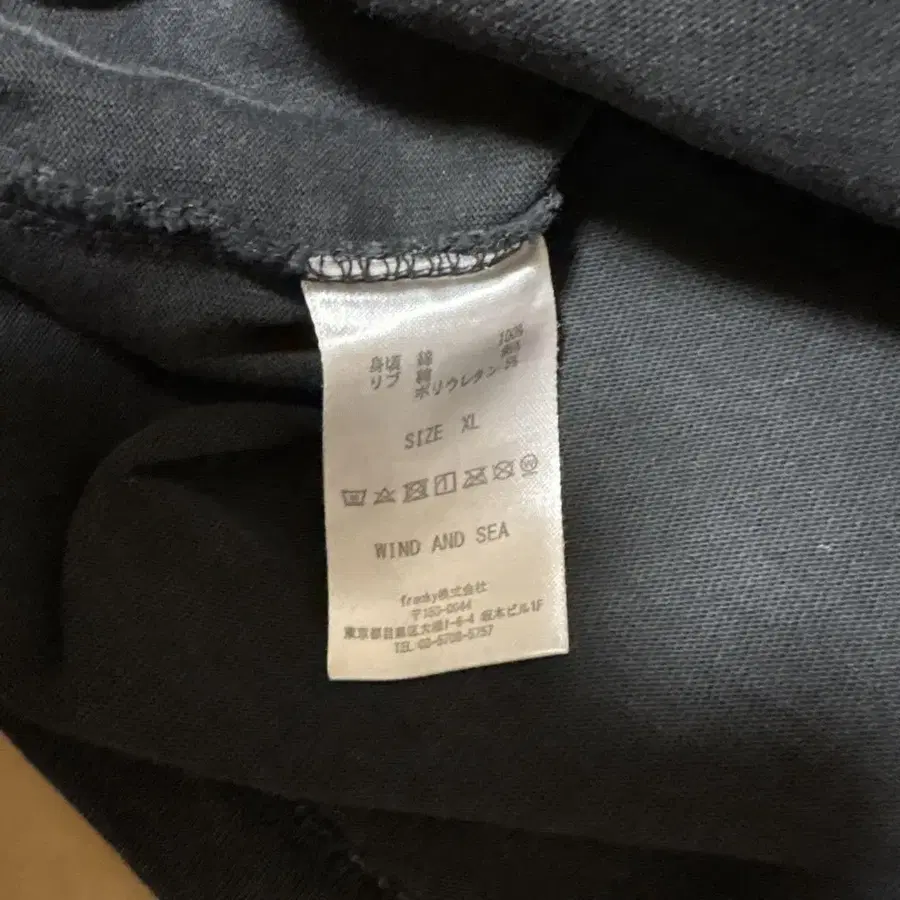 身頃 綿 100%
リブ 綿 95%
ポリウレタン 5%
SIZE XL
WIND AND SEA
franky株式会社
〒153-0044
東京都目黒区大橋1-6-4 坂本ビル1F
TEL:03-5708-5757